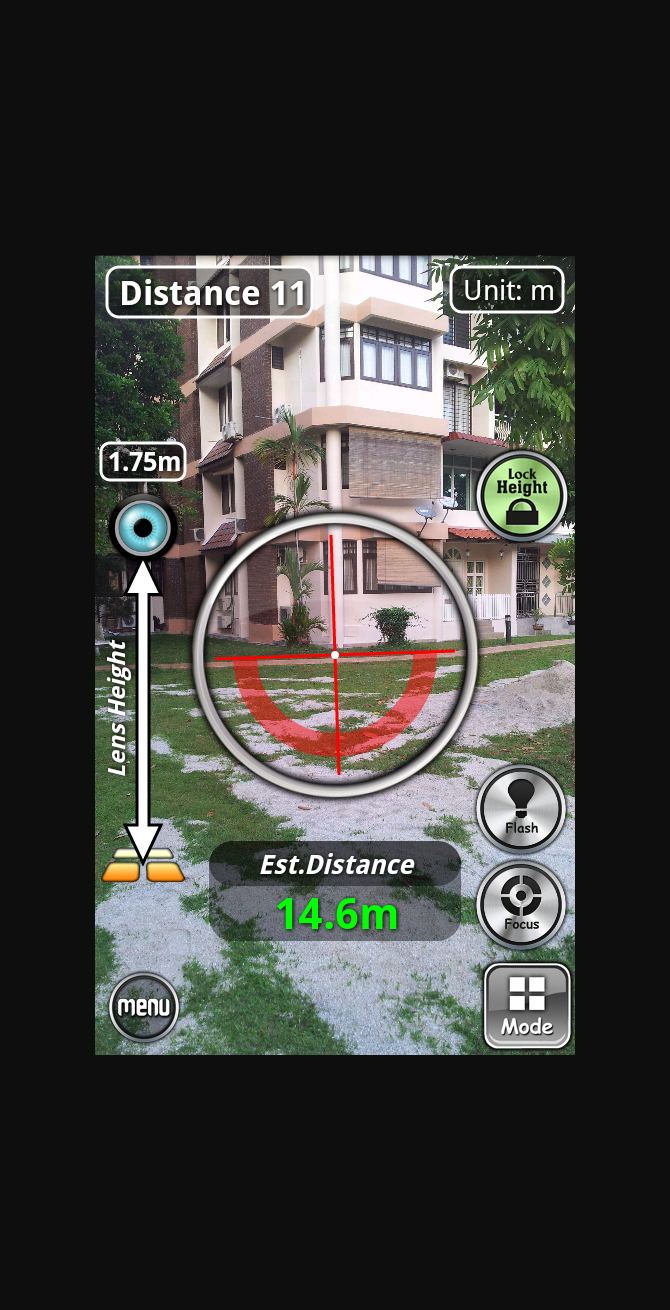 Distance 11
Unit: m
1.75m
Lock
Height
Lens Height
Flash
Est.Distance
14.6m
Focus
menu
Mode